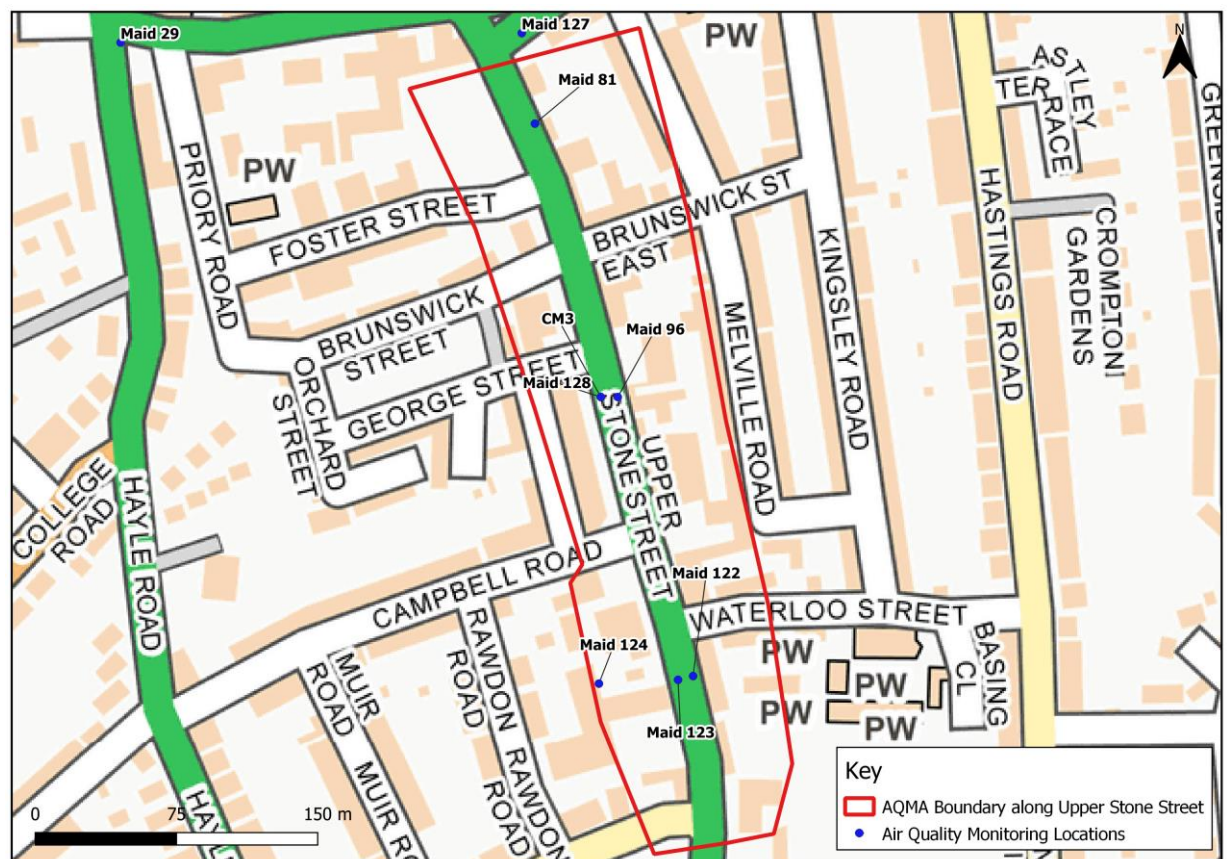 Maid 29
Maid 127
PW
N
Maid 81
ASTLEY
TERRACE
PW
PRIORY ROAD
FOSTER STREET
BRUNSWICK ST
EAST
HASTINGS ROAD
CROMPTON
GARDENS
KINGSLEY ROAD
MELVILLE ROAD
BRUNSWICK
STREET
CM3
Maid 96
GEORGE STREET
Maid 128
ORCHARD
STREET
UPPER
STONE STREET
COLLEGE
ROAD
HAYLE ROAD
CAMPBELL ROAD
Maid 122
WATERLOO STREET
BASING
CL
Maid 124
MUIR
ROAD
RAWDON
ROAD
PW
PW
PW
PW
Maid 123
RAWDON
ROAD
MUIR RO
HAYL
0 75 150 m
Key
AQMA Boundary along Upper Stone Street
Air Quality Monitoring Locations